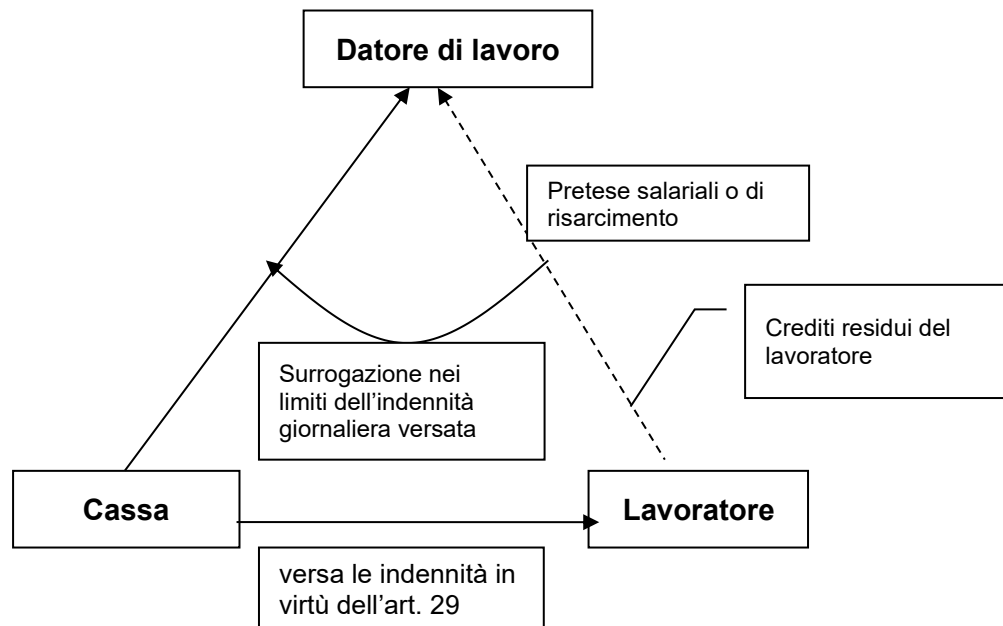 Datore di lavoro
Pretese salariali o di
risarcimento
Crediti residui del
lavoratore
Surrogazione nei
limiti dell’indennità
giornaliera versata
Cassa
Lavoratore
versa le indennità in
virtù dell’art. 29